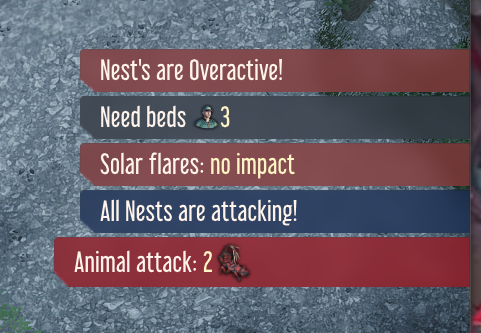 Nest's are Overactive!
Need beds 3
Solar flares: no impact
All Nests are attacking!
Animal attack: 2